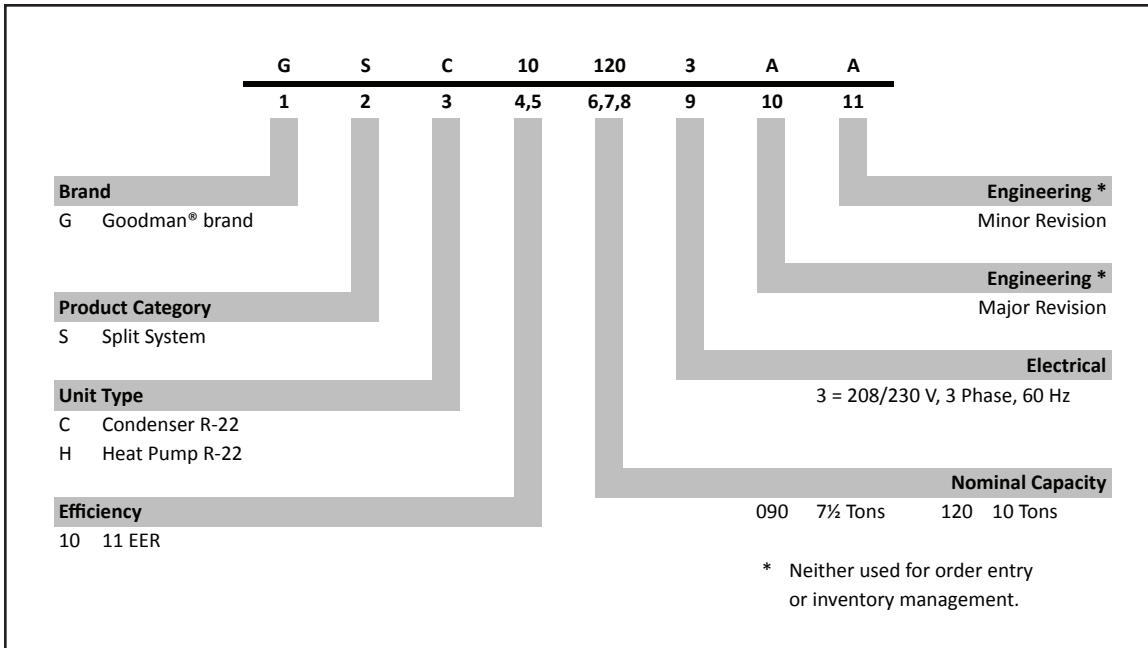 G S C 10 120 3 A A
1 2 3 4,5 6,7,8 9 10 11
Brand
G Goodman® brand
Product Category
S Split System
Unit Type
C Condenser R-22
H Heat Pump R-22
Efficiency
10 11 EER
Engineering *
Minor Revision
Engineering *
Major Revision
Electrical
3 = 208/230 V, 3 Phase, 60 Hz
Nominal Capacity
090 7½ Tons 120 10 Tons
* Neither used for order entry
or inventory management.